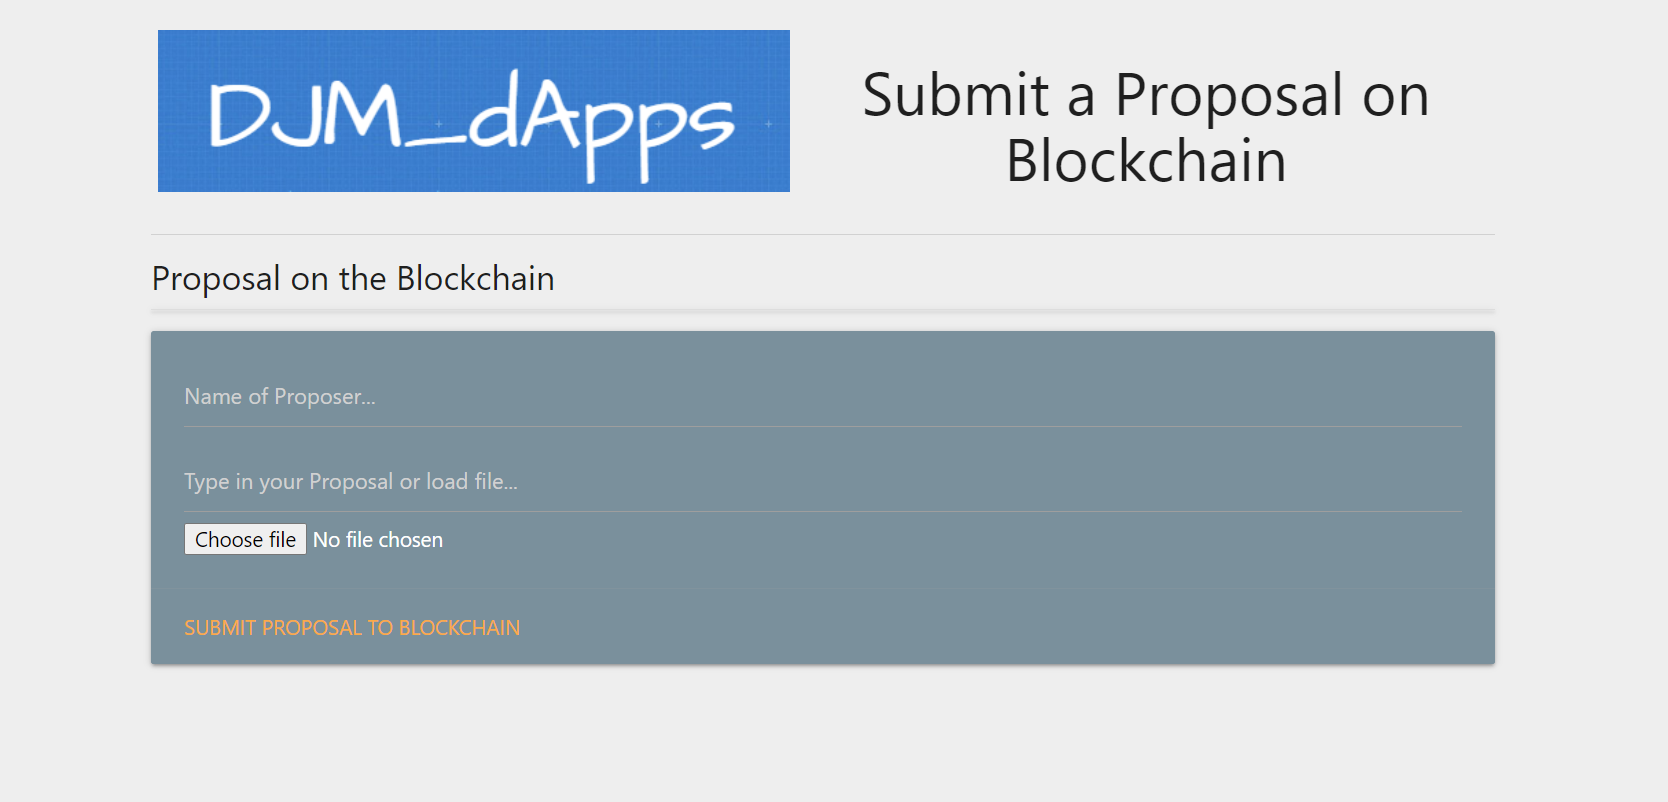 DJM_dApps
Submit a Proposal on
Blockchain
Proposal on the Blockchain
Name of Proposer...
Type in your Proposal or load file...
Choose file No file chosen
SUBMIT PROPOSAL TO BLOCKCHAIN